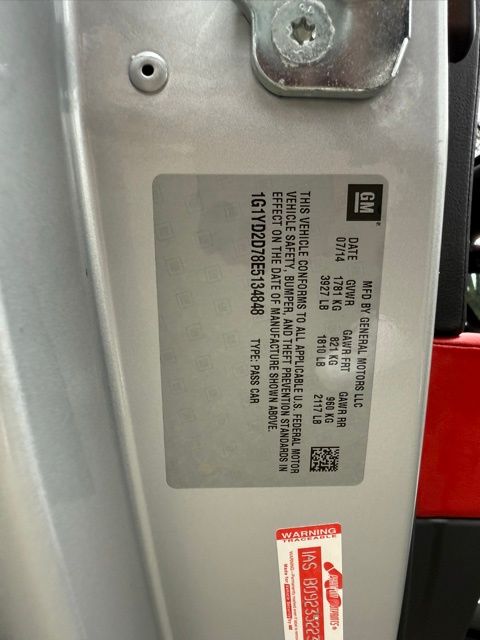 GM
MFD BY GENERAL MOTORS LLC
DATE GVWR GAWR FRT GAWR RR
07/14 1781 KG 821 KG 960 KG
3927 LB 1810 LB 2117 LB
THIS VEHICLE CONFORMS TO ALL APPLICABLE U.S. FEDERAL MOTOR
VEHICLE SAFETY, BUMPER, AND THEFT PREVENTION STANDARDS IN
EFFECT ON THE DATE OF MANUFACTURE SHOWN ABOVE.
1G1YD2D78E5134848 TYPE: PASS CAR
WARNING
TRACEABLE
IAS B0923922